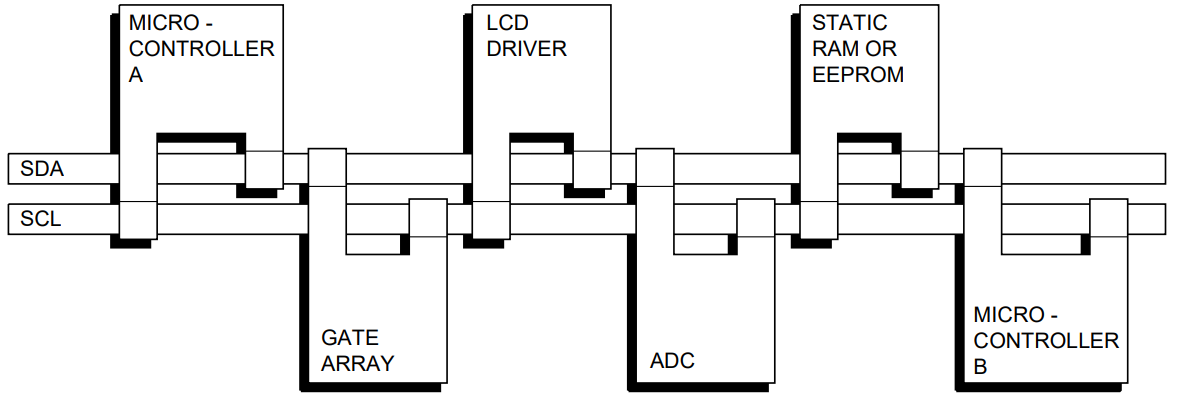 MICRO -
CONTROLLER
A
LCD
DRIVER
STATIC
RAM OR
EEPROM
SDA
SCL
GATE
ARRAY
ADC
MICRO -
CONTROLLER
B